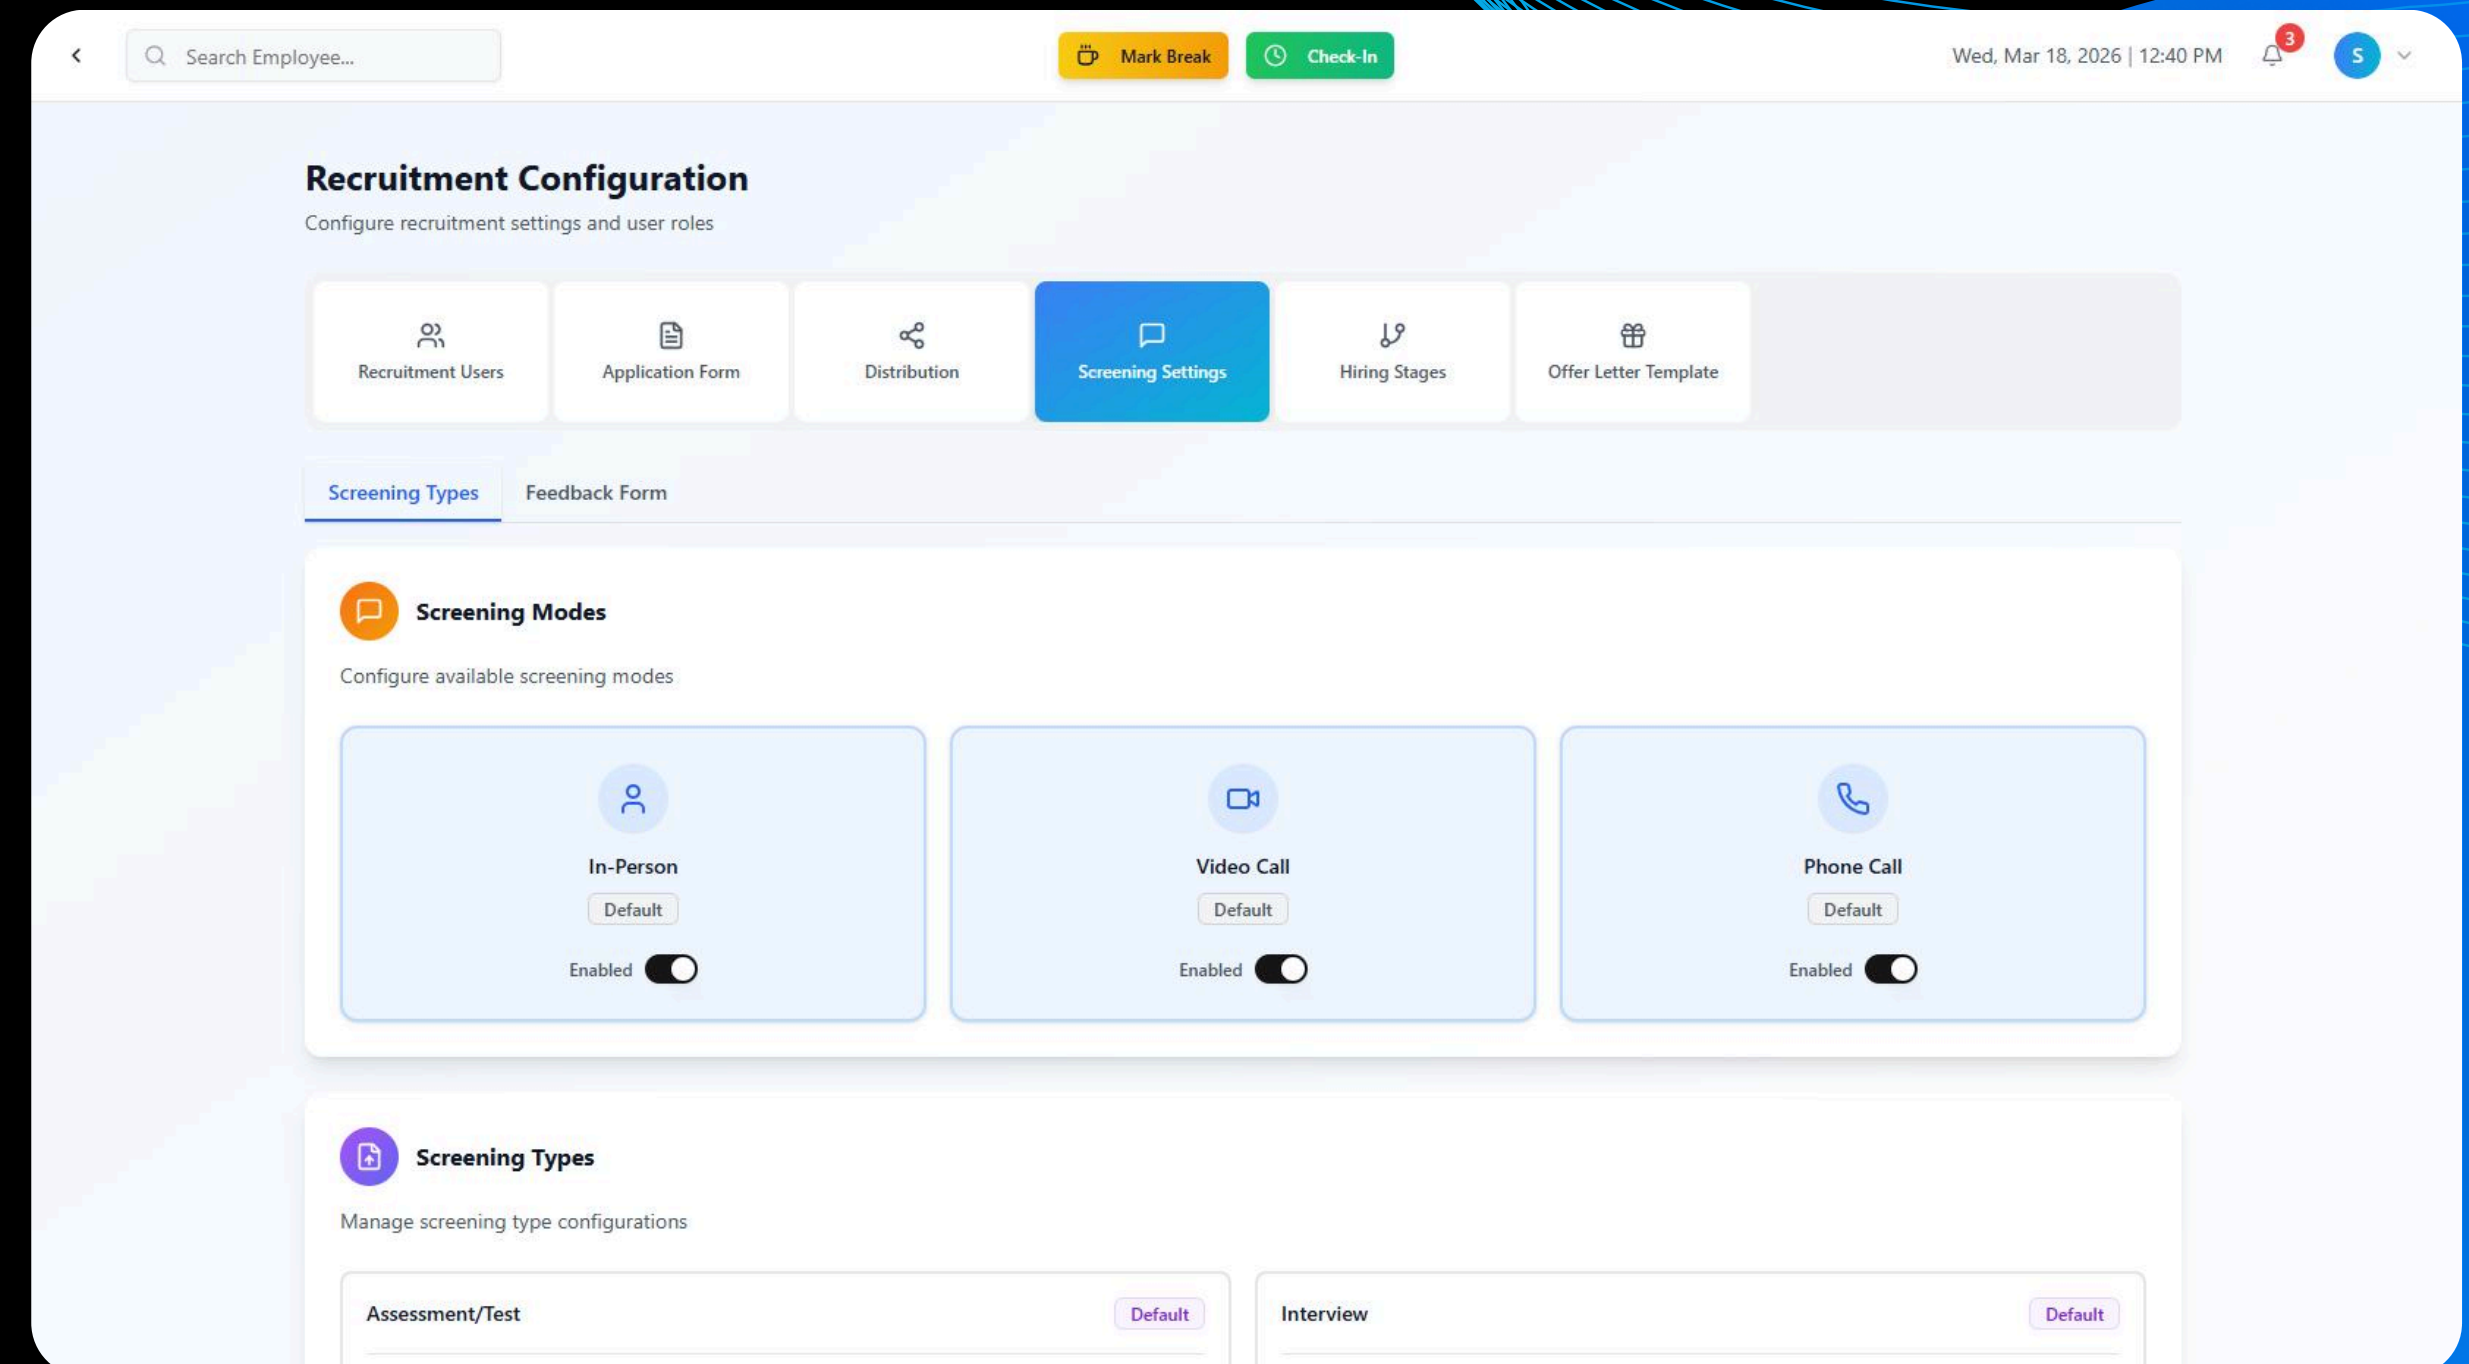 Search Employee...
Mark Break
Check-In
Wed, Mar 18, 2026 | 12:40 PM
3
S
Recruitment Configuration
Configure recruitment settings and user roles
Recruitment Users
Application Form
Distribution
Screening Settings
Hiring Stages
Offer Letter Template
Screening Types
Feedback Form
Screening Modes
Configure available screening modes
In-Person
Default
Enabled
Video Call
Default
Enabled
Phone Call
Default
Enabled
Screening Types
Manage screening type configurations
Assessment/Test
Default
Interview
Default